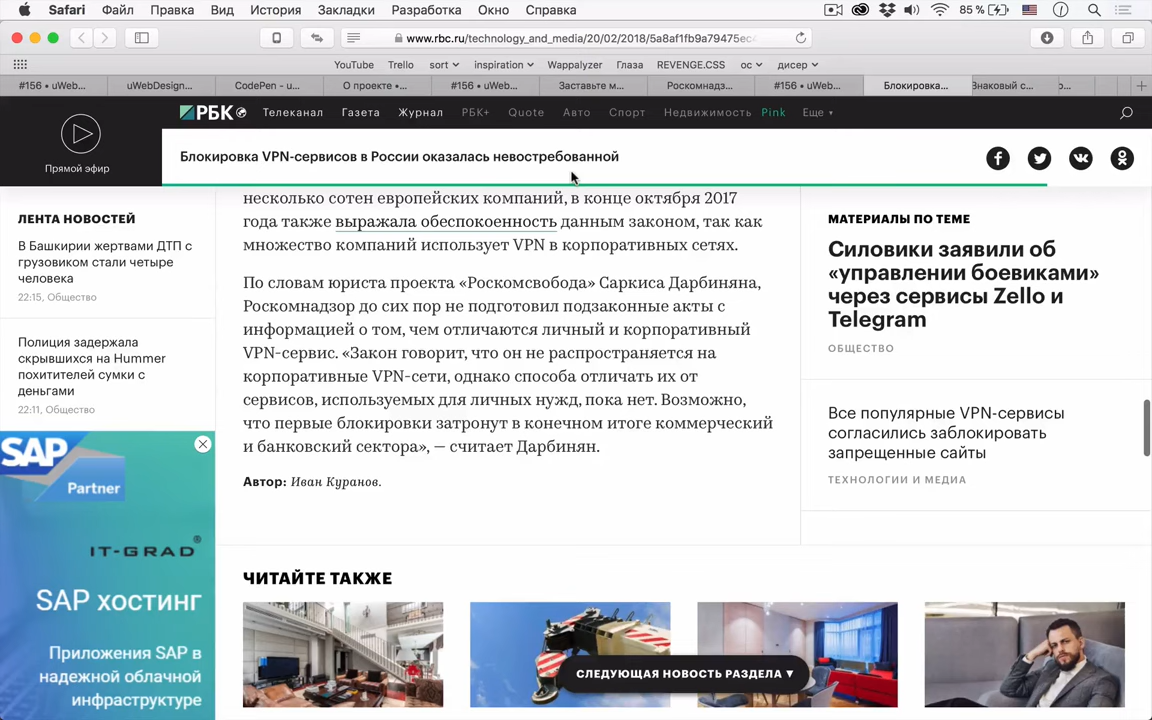 Safari Файл Правка Вид История Закладки Разработка Окно Справка
85 %
www.rbc.ru/technology_and_media/20/02/2018/5a8af1fb9a79475ec
YouTube Trello sort inspiration Wappalyzer Глаза REVENGE.CSS ос дисер
#156 • uWeb... uWebDesign... CodePen - u... О проекте •... #156 • uWeb... Заставьте м... Роскомнадз... #156 • uWeb... Блокировка... Знаковый с...
РБК Телеканал Газета Журнал РБК+ Quote Авто Спорт Недвижимость Pink Еще
Прямой эфир
Блокировка VPN-сервисов в России оказалась невостребованной
ЛЕНТА НОВОСТЕЙ
В Башкирии жертвами ДТП с
грузовиком стали четыре
человека
22:15, Общество
Полиция задержала
скрывшихся на Hummer
похитителей сумки с
деньгами
22:11, Общество
SAP
Partner
IT-GRAD®
SAP хостинг
Приложения SAP в
надежной облачной
инфраструктуре
несколько сотен европейских компаний, в конце октября 2017
года также выражала обеспокоенность данным законом, так как
множество компаний использует VPN в корпоративных сетях.
По словам юриста проекта «Роскомсвобода» Саркиса Дарбиняна,
Роскомнадзор до сих пор не подготовил подзаконные акты с
информацией о том, чем отличаются личный и корпоративный
VPN-сервис. «Закон говорит, что он не распространяется на
корпоративные VPN-сети, однако способа отличать их от
сервисов, используемых для личных нужд, пока нет. Возможно,
что первые блокировки затронут в конечном итоге коммерческий
и банковский сектора», — считает Дарбинян.
Автор: Иван Куранов.
МАТЕРИАЛЫ ПО ТЕМЕ
Силовики заявили об
«управлении боевиками»
через сервисы Zello и
Telegram
ОБЩЕСТВО
Все популярные VPN-сервисы
согласились заблокировать
запрещенные сайты
ТЕХНОЛОГИИ И МЕДИА
ЧИТАЙТЕ ТАКЖЕ
СЛЕДУЮЩАЯ НОВОСТЬ РАЗДЕЛА ▼